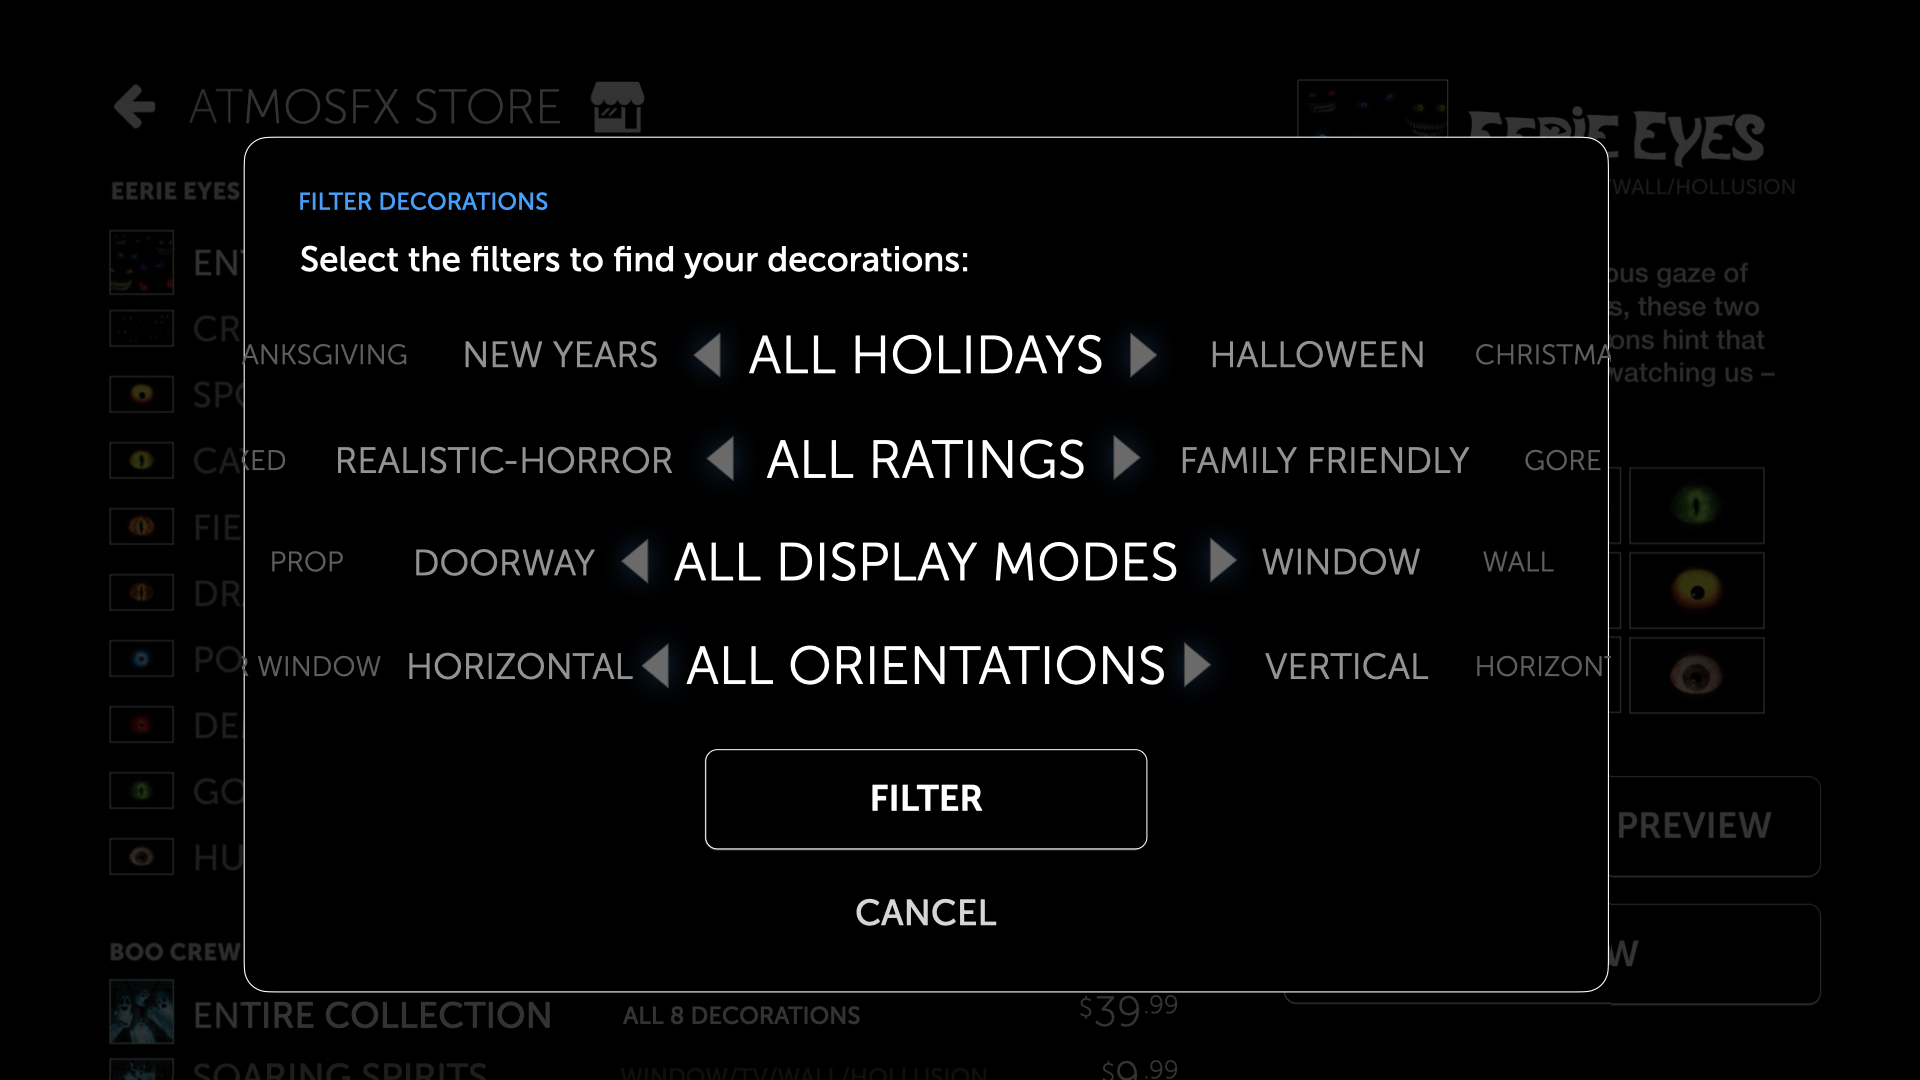 ATMOSFX STORE
EERIE EYES
EERIE EYES
/WALL/HOLLUSION
FILTER DECORATIONS
Select the filters to find your decorations:
ANKSGIVING NEW YEARS ALL HOLIDAYS HALLOWEEN CHRISTMA
KED REALISTIC-HORROR ALL RATINGS FAMILY FRIENDLY GORE
PROP DOORWAY ALL DISPLAY MODES WINDOW WALL
R WINDOW HORIZONTAL ALL ORIENTATIONS VERTICAL HORIZONT
FILTER
CANCEL
EN
CR
SPO
CA
FIE
DR
PO
DE
GO
HU
ous gaze of
s, these two
ons hint that
watching us –
PREVIEW
W
BOO CREW
ENTIRE COLLECTION ALL 8 DECORATIONS $39.99
SOARING SPIRITS WINDOW/TV/WALL/HOLLUSION $9.99